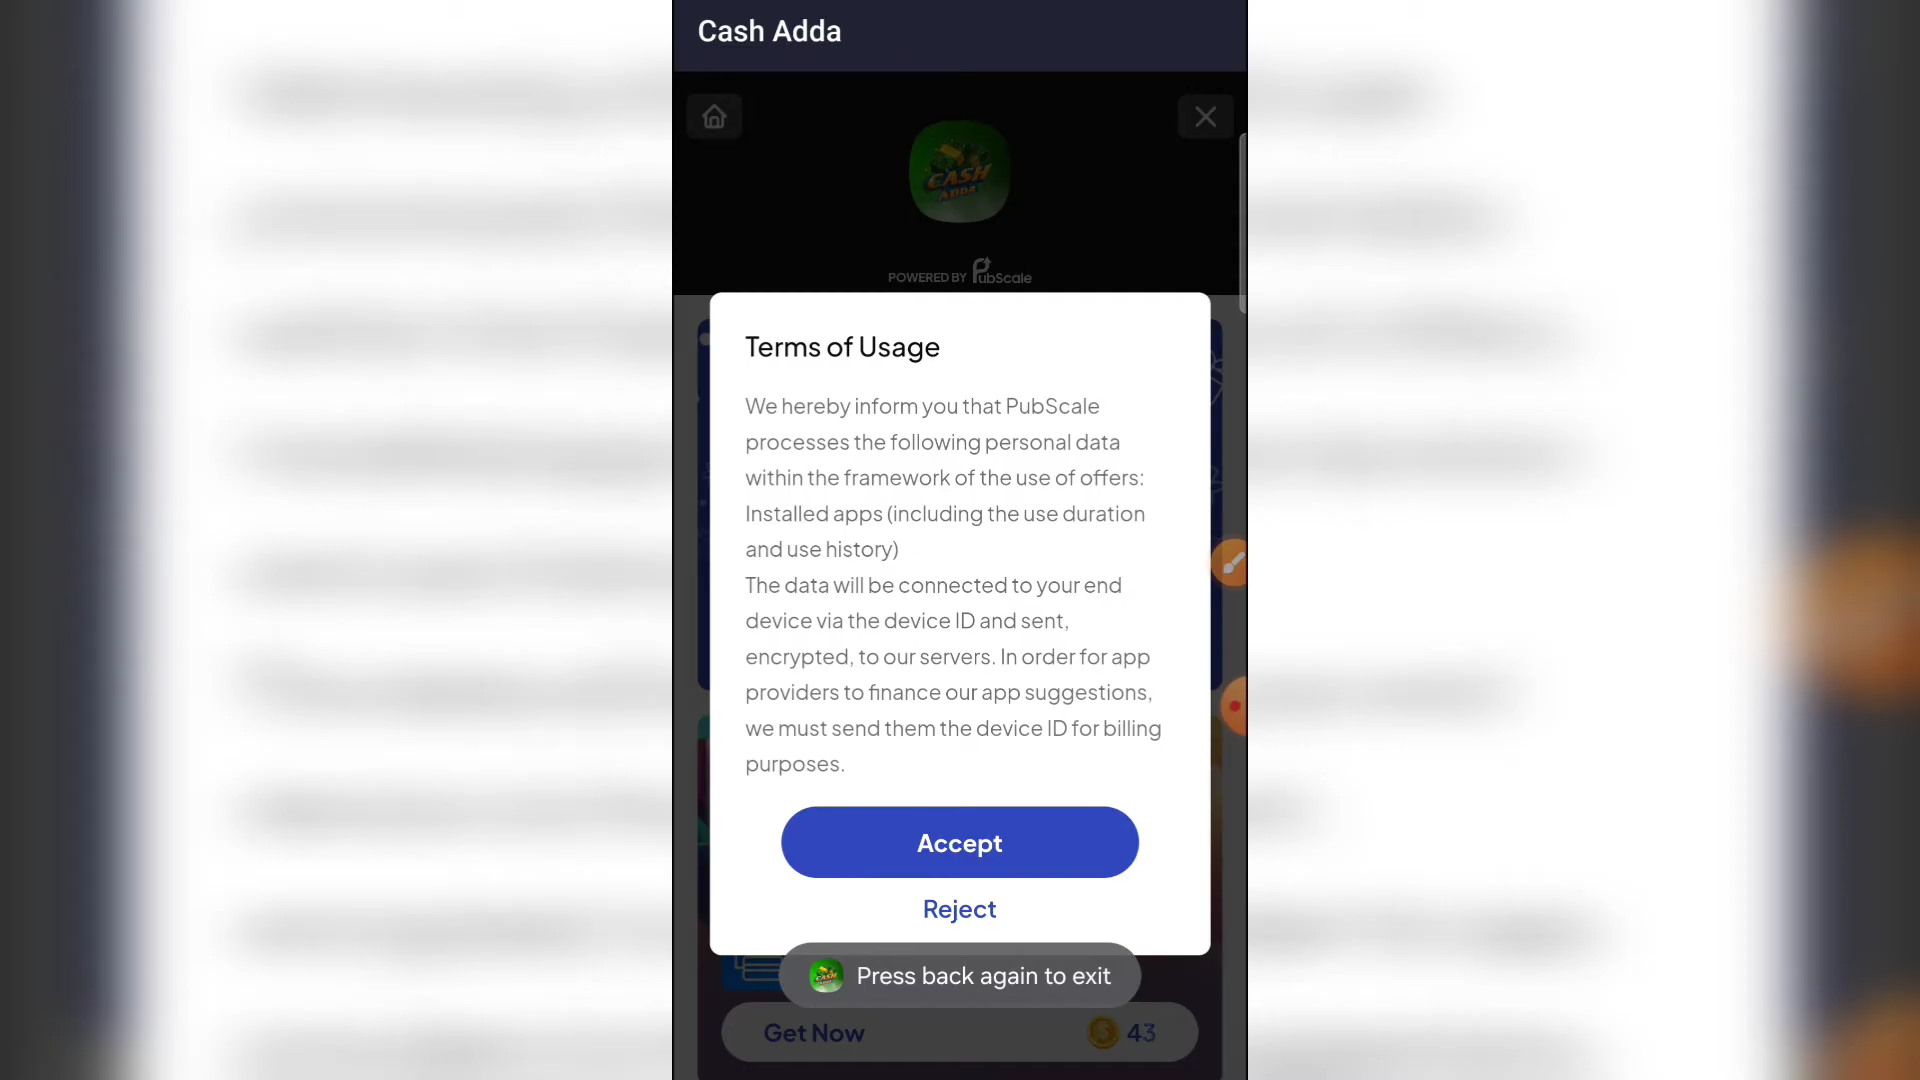 Cash Adda
CASH
ADDA
POWERED BY PubScale
Terms of Usage
We hereby inform you that PubScale
processes the following personal data
within the framework of the use of offers:
Installed apps (including the use duration
and use history)
The data will be connected to your end
device via the device ID and sent,
encrypted, to our servers. In order for app
providers to finance our app suggestions,
we must send them the device ID for billing
purposes.
Accept
Reject
Press back again to exit
Get Now 43